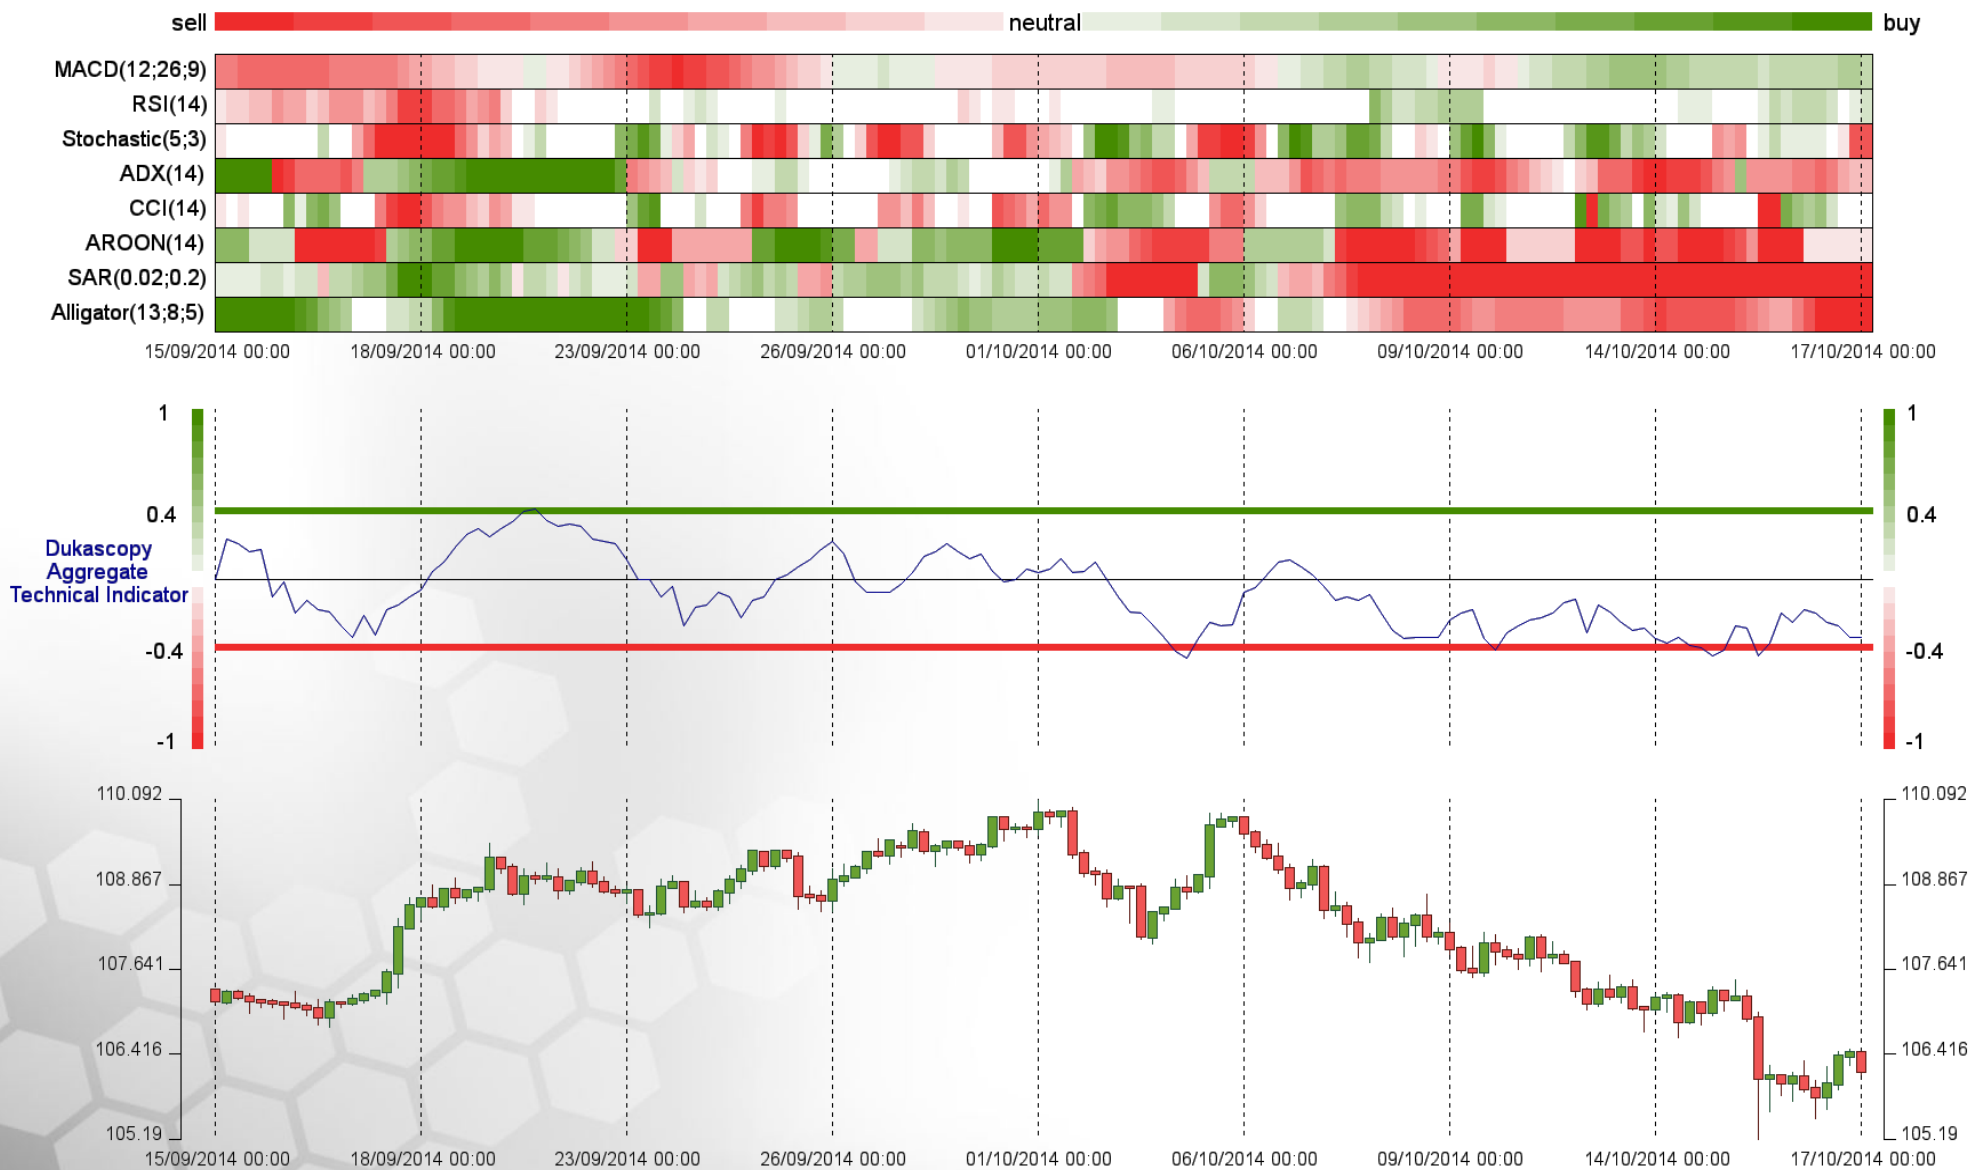 sell neutral buy
MACD(12;26;9)
RSI(14)
Stochastic(5;3)
ADX(14)
CCI(14)
AROON(14)
SAR(0.02;0.2)
Alligator(13;8;5)
15/09/2014 00:00 18/09/2014 00:00 23/09/2014 00:00 26/09/2014 00:00 01/10/2014 00:00 06/10/2014 00:00 09/10/2014 00:00 14/10/2014 00:00 17/10/2014 00:00
1 1
0.4 0.4
Dukascopy
Aggregate
Technical Indicator
-0.4 -0.4
-1 -1
110.092 110.092
108.867 108.867
107.641 107.641
106.416 106.416
105.19 105.19
15/09/2014 00:00 18/09/2014 00:00 23/09/2014 00:00 26/09/2014 00:00 01/10/2014 00:00 06/10/2014 00:00 09/10/2014 00:00 14/10/2014 00:00 17/10/2014 00:00